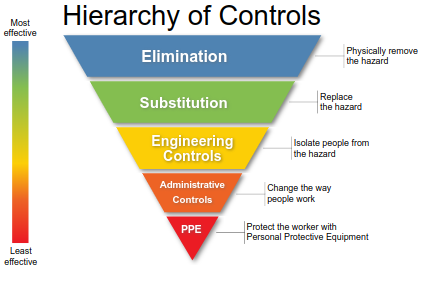 Hierarchy of Controls
Most
effective
Elimination
Physically remove
the hazard
Substitution
Replace
the hazard
Engineering
Controls
Isolate people from
the hazard
Administrative
Controls
Change the way
people work
PPE
Protect the worker with
Personal Protective Equipment
Least
effective